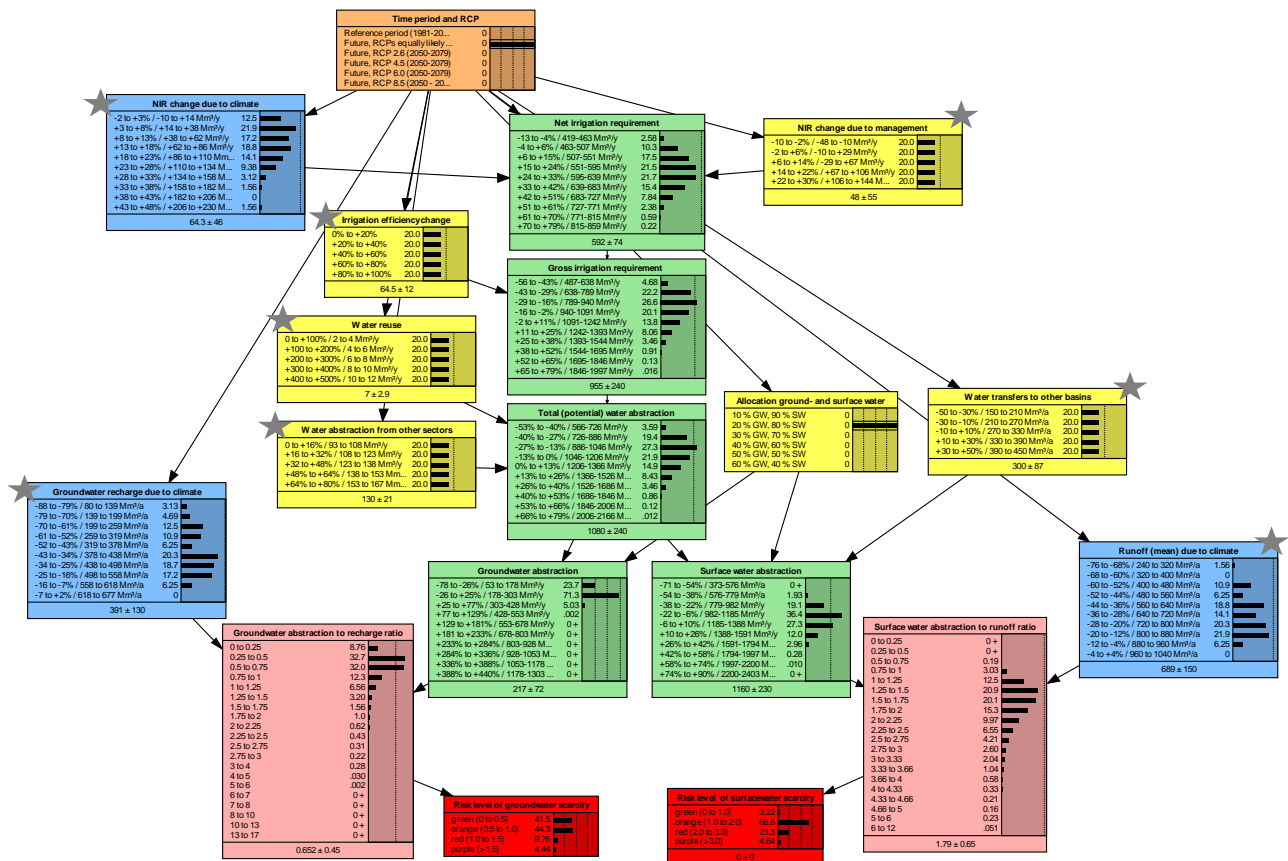 Time period and RCP
Reference period (1981-20... 0
Future, RCPs equally likely ... 0
Future, RCP 2.6 (2050-2079) 0
Future, RCP 4.5 (2050-2079) 0
Future, RCP 6.0 (2050-2079) 0
Future, RCP 8.5 (2050 - 20... 0
NIR change due to climate
-2 to +3% / -10 to +14 Mm³/y 12.5
+3 to +8% / +14 to +38 Mm³/y 21.9
+8 to +13% / +38 to +62 Mm³/y 17.2
+13 to +18% / +62 to +86 Mm³/y 18.8
+18 to +23% / +86 to +110 Mm... 14.1
+23 to +28% / +110 to +134 M... 9.38
+28 to +33% / +134 to +158 M... 3.12
+33 to +38% / +158 to +182 M... 1.56
+38 to +43% / +182 to +206 M... 0
+43 to +48% / +206 to +230 M... 1.56
64.3 ± 46
Net irrigation requirement
-13 to -4% / 419-463 Mm³/y 2.58
-4 to +6% / 463-507 Mm³/y 10.3
+6 to +15% / 507-551 Mm³/y 17.5
+15 to +24% / 551-595 Mm³/y 21.5
+24 to +33% / 595-639 Mm³/y 21.7
+33 to +42% / 639-683 Mm³/y 15.4
+42 to +51% / 683-727 Mm³/y 7.84
+51 to +61% / 727-771 Mm³/y 2.38
+61 to +70% / 771-815 Mm³/y 0.59
+70 to +79% / 815-859 Mm³/y 0.22
592 ± 74
NIR change due to management
-10 to -2% / -48 to -10 Mm³/y 20.0
-2 to +6% / -10 to +29 Mm³/y 20.0
+6 to +14% / -29 to +67 Mm³/y 20.0
+14 to +22% / +67 to +106 Mm³/y 20.0
+22 to +30% / +106 to +144 M... 20.0
48 ± 55
Irrigation efficiency change
0% to +20% 20.0
+20% to +40% 20.0
+40% to +60% 20.0
+60% to +80% 20.0
+80% to +100% 20.0
64.5 ± 12
Gross irrigation requirement
-56 to -43% / 487-638 Mm³/y 4.68
-43 to -29% / 638-789 Mm³/y 22.2
-29 to -16% / 789-940 Mm³/y 26.6
-16 to -2% / 940-1091 Mm³/y 20.1
-2 to +11% / 1091-1242 Mm³/y 13.8
+11 to +25% / 1242-1393 Mm³/y 8.06
+25 to +38% / 1393-1544 Mm³/y 3.46
+38 to +52% / 1544-1695 Mm³/y 0.91
+52 to +65% / 1695-1846 Mm³/y 0.13
+65 to +79% / 1846-1997 Mm³/y .016
955 ± 240
Water reuse
0 to +100% / 2 to 4 Mm³/y 20.0
+100 to +200% / 4 to 6 Mm³/y 20.0
+200 to +300% / 6 to 8 Mm³/y 20.0
+300 to +400% / 8 to 10 Mm³/y 20.0
+400 to +500% / 10 to 12 Mm³/y 20.0
7 ± 2.9
Allocation ground- and surface water
10 % GW, 90 % SW 0
20 % GW, 80 % SW 0
30 % GW, 70 % SW 0
40 % GW, 60 % SW 0
50 % GW, 50 % SW 0
60 % GW, 40 % SW 0
Water transfers to other basins
-50 to -30% / 150 to 210 Mm³/a 20.0
-30 to -10% / 210 to 270 Mm³/a 20.0
-10 to +10% / 270 to 330 Mm³/a 20.0
+10 to +30% / 330 to 390 Mm³/a 20.0
+30 to +50% / 390 to 450 Mm³/a 20.0
300 ± 87
Water abstraction from other sectors
0 to +16% / 93 to 108 Mm³/y 20.0
+16 to +32% / 108 to 123 Mm³/y 20.0
+32 to +48% / 123 to 138 Mm³/y 20.0
+48% to +64% / 138 to 153 Mm... 20.0
+64% to +80% / 153 to 167 Mm... 20.0
130 ± 21
Total (potential) water abstraction
-53% to -40% / 566-726 Mm³/y 3.59
-40% to -27% / 726-886 Mm³/y 19.4
-27% to -13% / 886-1046 Mm³/y 27.3
-13% to 0% / 1046-1206 Mm³/y 21.9
0% to +13% / 1206-1366 Mm³/y 14.9
+13% to +26% / 1366-1526 Mm... 8.43
+26% to +40% / 1526-1686 M... 3.46
+40% to +53% / 1686-1846 M... 0.86
+53% to +66% / 1846-2006 M... 0.12
+66% to +79% / 2006-2166 M... .012
1080 ± 240
Groundwater recharge due to climate
-88 to -79% / 80 to 139 Mm³/a 3.13
-79 to -70% / 139 to 199 Mm³/a 4.69
-70 to -61% / 199 to 259 Mm³/a 12.5
-61 to -52% / 259 to 319 Mm³/a 10.9
-52 to -43% / 319 to 378 Mm³/a 6.25
-43 to -34% / 378 to 438 Mm³/a 20.3
-34 to -25% / 438 to 498 Mm³/a 18.7
-25 to -16% / 498 to 558 Mm³/a 17.2
-16 to -7% / 558 to 618 Mm³/a 6.25
-7 to +2% / 618 to 677 Mm³/a 0
391 ± 130
Groundwater abstraction
-78 to -26% / 53 to 178 Mm³/y 23.7
-26 to +25% / 178-303 Mm³/y 71.3
+25 to +77% / 303-428 Mm³/y 5.03
+77 to +129% / 428-553 Mm³/y .002
+129 to +181% / 553-678 Mm³/y 0 +
+181 to +233% / 678-803 Mm³/y 0 +
+233% to +284% / 803-928 M... 0 +
+284% to +336% / 928-1053 M... 0 +
+336% to +388% / 1053-1178 ... 0 +
+388% to +440% / 1178-1303 ... 0 +
217 ± 72
Surface water abstraction
-71 to -54% / 373-576 Mm³/a 0 +
-54 to -38% / 576-779 Mm³/a 1.93
-38 to -22% / 779-982 Mm³/a 19.1
-22 to -6% / 982-1185 Mm³/a 36.4
-6 to +10% / 1185-1388 Mm³/a 27.3
+10 to +26% / 1388-1591 Mm³/a 12.0
+26% to +42% / 1591-1794 M... 2.96
+42% to +58% / 1794-1997 M... 0.28
+58% to +74% / 1997-2200 M... .010
+74% to +90% / 2200-2403 M... 0 +
1160 ± 230
Runoff (mean) due to climate
-76 to -68% / 240 to 320 Mm³/a 1.56
-68 to -60% / 320 to 400 Mm³/a 0
-60 to -52% / 400 to 480 Mm³/a 10.9
-52 to -44% / 480 to 560 Mm³/a 6.25
-44 to -36% / 560 to 640 Mm³/a 18.8
-36 to -28% / 640 to 720 Mm³/a 14.1
-28 to -20% / 720 to 800 Mm³/a 20.3
-20 to -12% / 800 to 880 Mm³/a 21.9
-12 to -4% / 880 to 960 Mm³/a 6.25
-4 to +4% / 960 to 1040 Mm³/a 0
689 ± 150
Groundwater abstraction to recharge ratio
0 to 0.25 8.76
0.25 to 0.5 32.7
0.5 to 0.75 32.0
0.75 to 1 12.3
1 to 1.25 6.56
1.25 to 1.5 3.20
1.5 to 1.75 1.56
1.75 to 2 1.0
2 to 2.25 0.62
2.25 to 2.5 0.43
2.5 to 2.75 0.31
2.75 to 3 0.22
3 to 4 0.28
4 to 5 .030
5 to 6 .002
6 to 7 0 +
7 to 8 0 +
8 to 10 0 +
10 to 13 0 +
13 to 17 0 +
0.652 ± 0.45
Surface water abstraction to runoff ratio
0 to 0.25 0 +
0.25 to 0.5 0 +
0.5 to 0.75 0.19
0.75 to 1 3.03
1 to 1.25 12.5
1.25 to 1.5 20.9
1.5 to 1.75 20.1
1.75 to 2 15.3
2 to 2.25 9.97
2.25 to 2.5 6.55
2.5 to 2.75 4.21
2.75 to 3 2.60
3 to 3.33 2.04
3.33 to 3.66 1.04
3.66 to 4 0.58
4 to 4.33 0.33
4.33 to 4.66 0.21
4.66 to 5 0.16
5 to 6 0.23
6 to 12 .051
1.79 ± 0.65
Risk level of groundwater scarcity
green (0 to 0.5) 41.5
orange (0.5 to 1.0) 44.3
red (1.0 to 1.5) 9.76
purple (>1.5) 4.44
Risk level of surfacewater scarcity
green (0 to 1.0) 3.22
orange (1.0 to 2.0) 68.8
red (2.0 to 3.0) 23.3
purple (>3.0) 4.64
0 ± 0